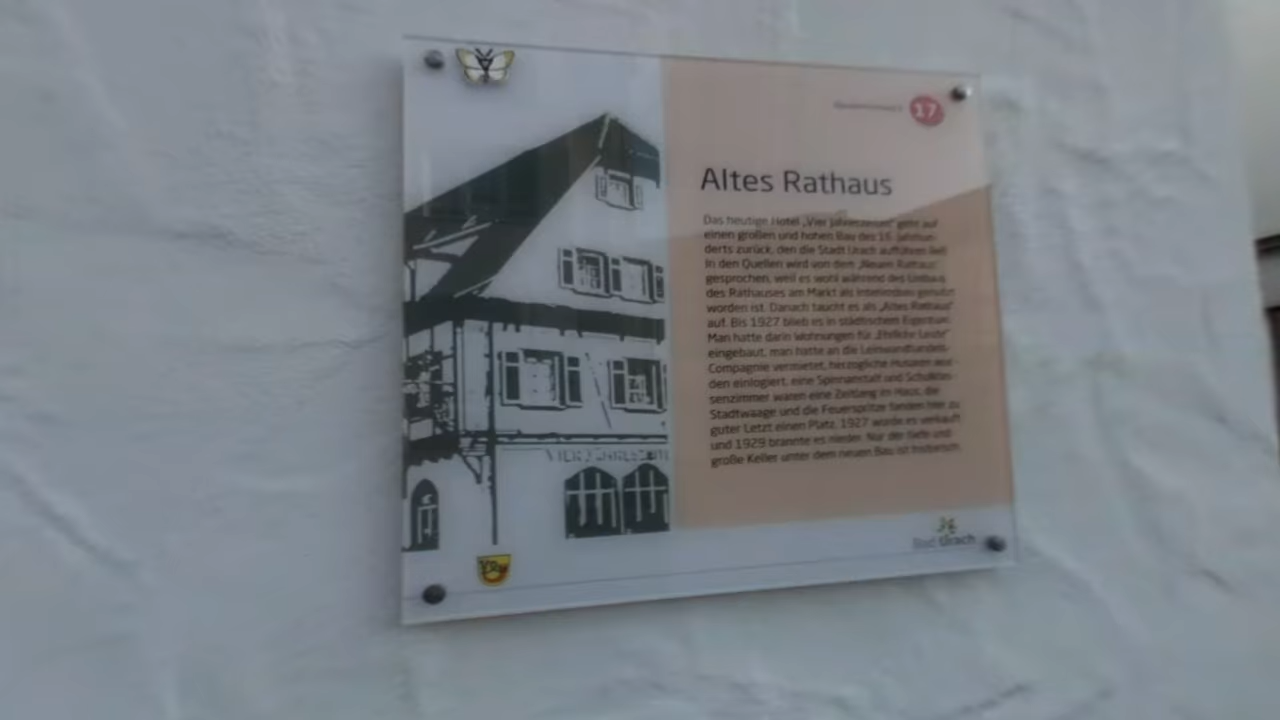 17
Altes Rathaus
Das heutige Hotel „Vier Jahreszeiten“ geht auf
einen großen und hohen Bau des 15. Jahrhun-
derts zurück, den die Stadt Urach aufführen ließ.
In den Quellen wird von dem „Neuen Rathaus“
gesprochen, weil es wohl während des Umbaus
des Rathauses am Markt als Interimsbau genutzt
worden ist. Danach taucht es als „Altes Rathaus“
auf. Bis 1927 blieb es in städtischem Eigentum.
Man hatte darin Wohnungen für „Ehrliche Leute“
eingebaut, man hatte an die Leinwandhandels-
Compagnie vermietet, herzogliche Husaren wur-
den einlogiert, eine Spinnanstalt und Schulklas-
senzimmer waren eine Zeitlang im Haus, die
Stadtwaage und die Feuerspritze fanden hier zu
guter Letzt einen Platz. 1927 wurde es verkauft
und 1929 brannte es nieder. Nur der tiefe und
große Keller unter dem neuen Bau ist historisch.
VIER JAHRESZEITE
Bad Urach